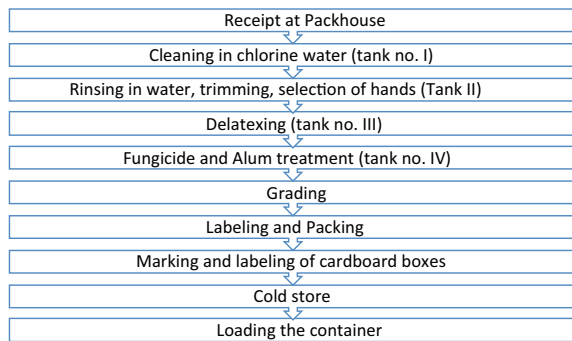 Receipt at Packhouse
Cleaning in chlorine water (tank no. I)
Rinsing in water, trimming, selection of hands (Tank II)
Delatexing (tank no. III)
Fungicide and Alum treatment (tank no. IV)
Grading
Labeling and Packing
Marking and labeling of cardboard boxes
Cold store
Loading the container